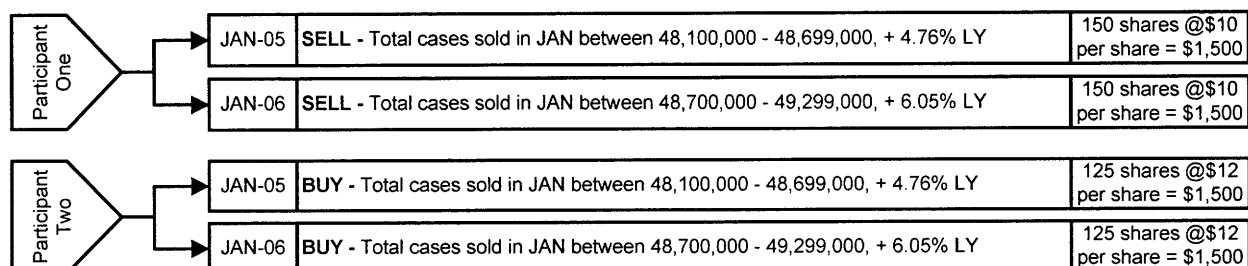 Participant
One
JAN-05 SELL - Total cases sold in JAN between 48,100,000 - 48,699,000, + 4.76% LY 150 shares @$10
per share = $1,500
JAN-06 SELL - Total cases sold in JAN between 48,700,000 - 49,299,000, + 6.05% LY 150 shares @$10
per share = $1,500
Participant
Two
JAN-05 BUY - Total cases sold in JAN between 48,100,000 - 48,699,000, + 4.76% LY 125 shares @$12
per share = $1,500
JAN-06 BUY - Total cases sold in JAN between 48,700,000 - 49,299,000, + 6.05% LY 125 shares @$12
per share = $1,500